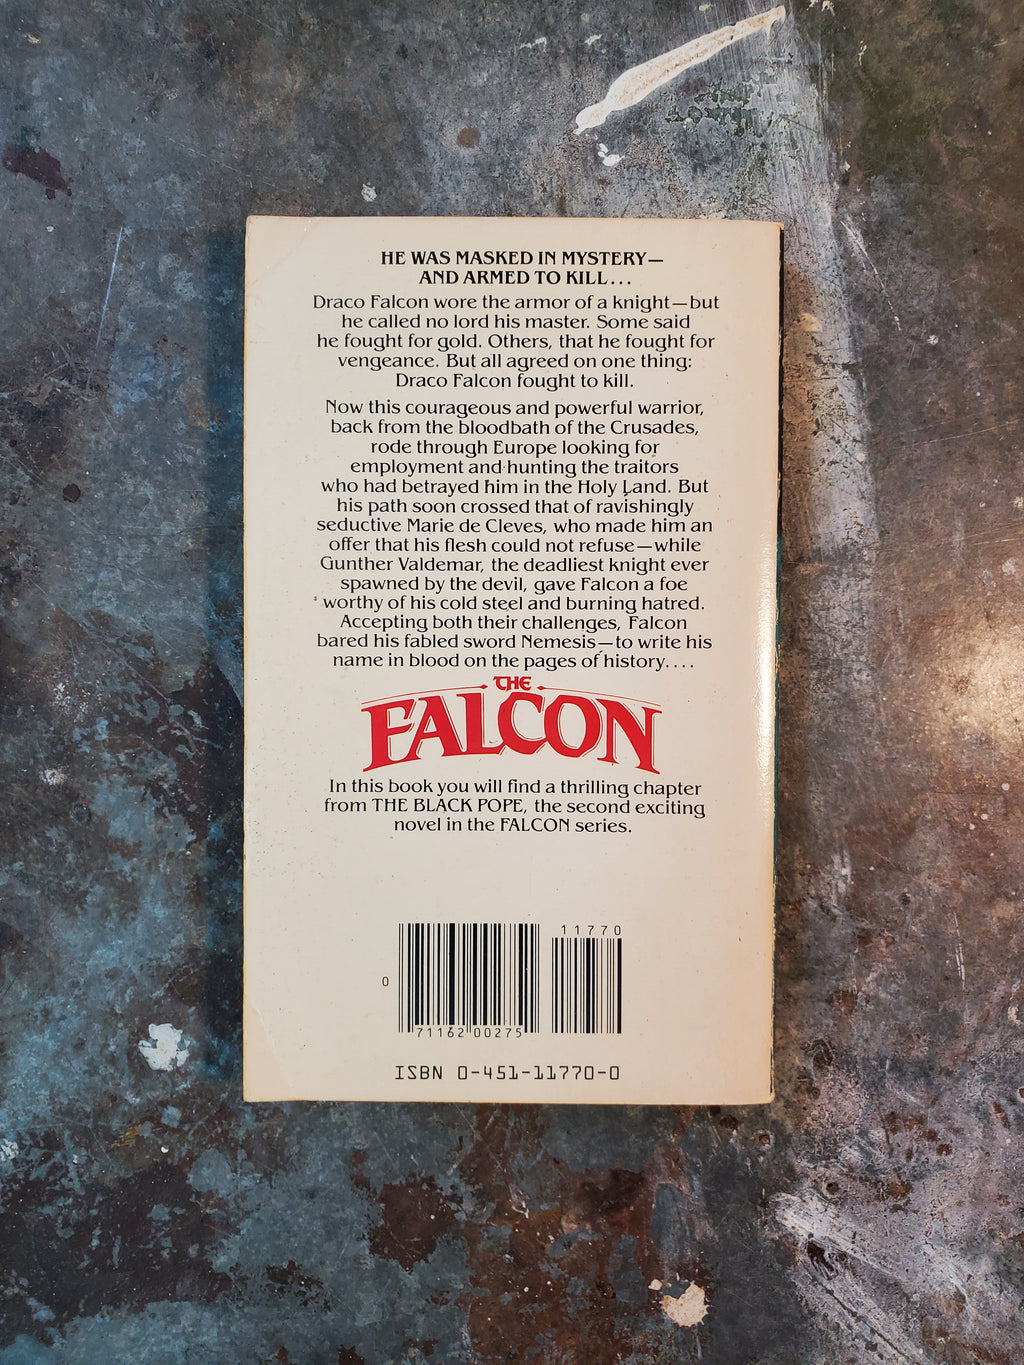 HE WAS MASKED IN MYSTERY—
AND ARMED TO KILL...
Draco Falcon wore the armor of a knight—but
he called no lord his master. Some said
he fought for gold. Others, that he fought for
vengeance. But all agreed on one thing:
Draco Falcon fought to kill.
Now this courageous and powerful warrior,
back from the bloodbath of the Crusades,
rode through Europe looking for
employment and hunting the traitors
who had betrayed him in the Holy Land. But
his path soon crossed that of ravishingly
seductive Marie de Cleves, who made him an
offer that his flesh could not refuse—while
Gunther Valdemar, the deadliest knight ever
spawned by the devil, gave Falcon a foe
worthy of his cold steel and burning hatred.
Accepting both their challenges, Falcon
bared his fabled sword Nemesis—to write his
name in blood on the pages of history....
THE
FALCON
In this book you will find a thrilling chapter
from THE BLACK POPE, the second exciting
novel in the FALCON series.
11770
0
71162 00275
ISBN 0-451-11770-0